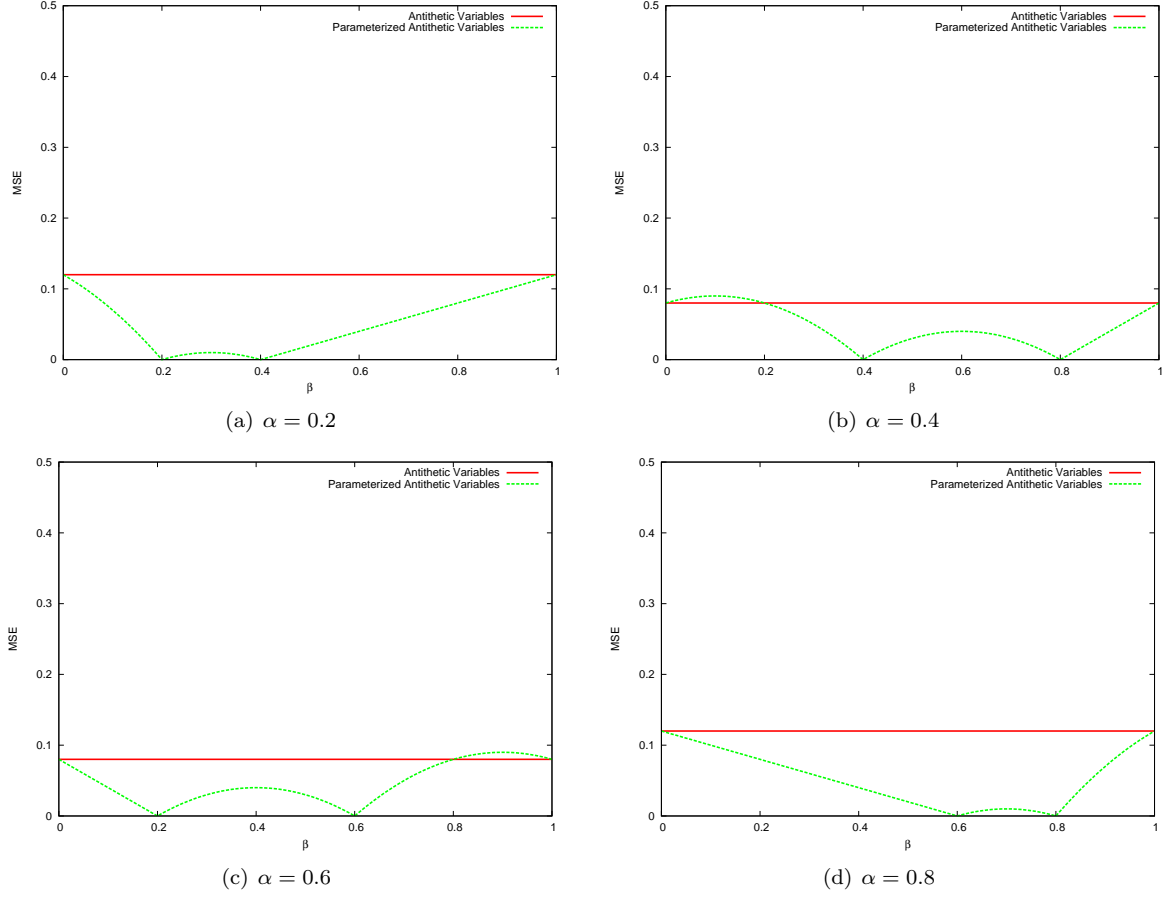 Antithetic Variables
Parameterized Antithetic Variables
0.5
0.4
0.3
0.2
0.1
0
MSE
0 0.2 0.4 0.6 0.8 1
β
(a) α = 0.2
Antithetic Variables
Parameterized Antithetic Variables
0.5
0.4
0.3
0.2
0.1
0
MSE
0 0.2 0.4 0.6 0.8 1
β
(b) α = 0.4
Antithetic Variables
Parameterized Antithetic Variables
0.5
0.4
0.3
0.2
0.1
0
MSE
0 0.2 0.4 0.6 0.8 1
β
(c) α = 0.6
Antithetic Variables
Parameterized Antithetic Variables
0.5
0.4
0.3
0.2
0.1
0
MSE
0 0.2 0.4 0.6 0.8 1
β
(d) α = 0.8